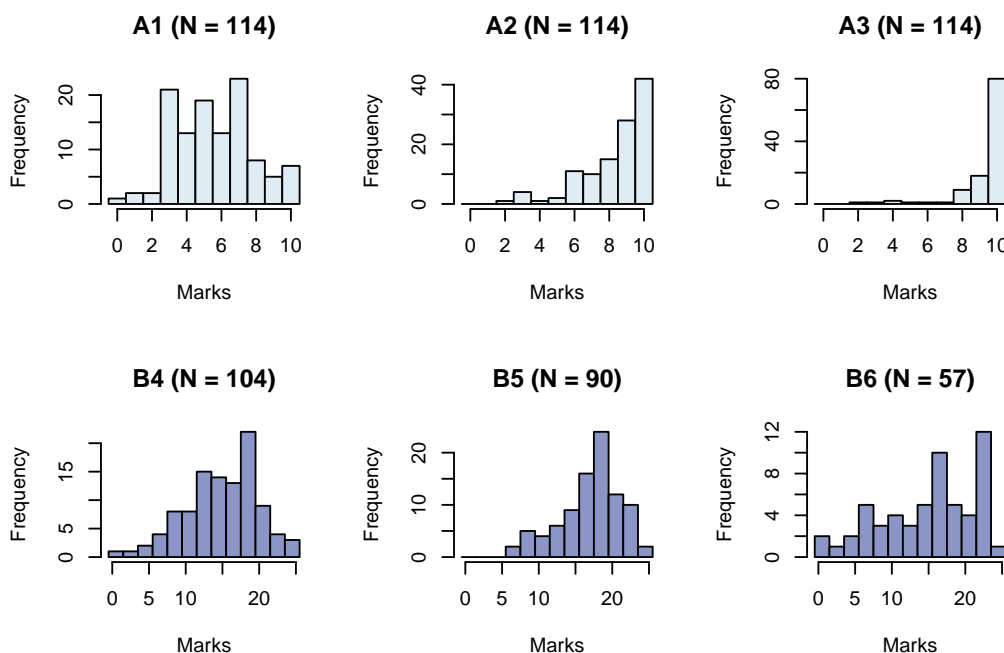 A1 (N = 114)
Frequency
0 10 20
0 2 4 6 8 10
Marks
A2 (N = 114)
Frequency
0 20 40
0 2 4 6 8 10
Marks
A3 (N = 114)
Frequency
0 40 80
0 2 4 6 8 10
Marks
B4 (N = 104)
Frequency
0 5 15
0 5 10 20
Marks
B5 (N = 90)
Frequency
0 10 20
0 5 10 20
Marks
B6 (N = 57)
Frequency
0 4 8 12
0 5 10 20
Marks